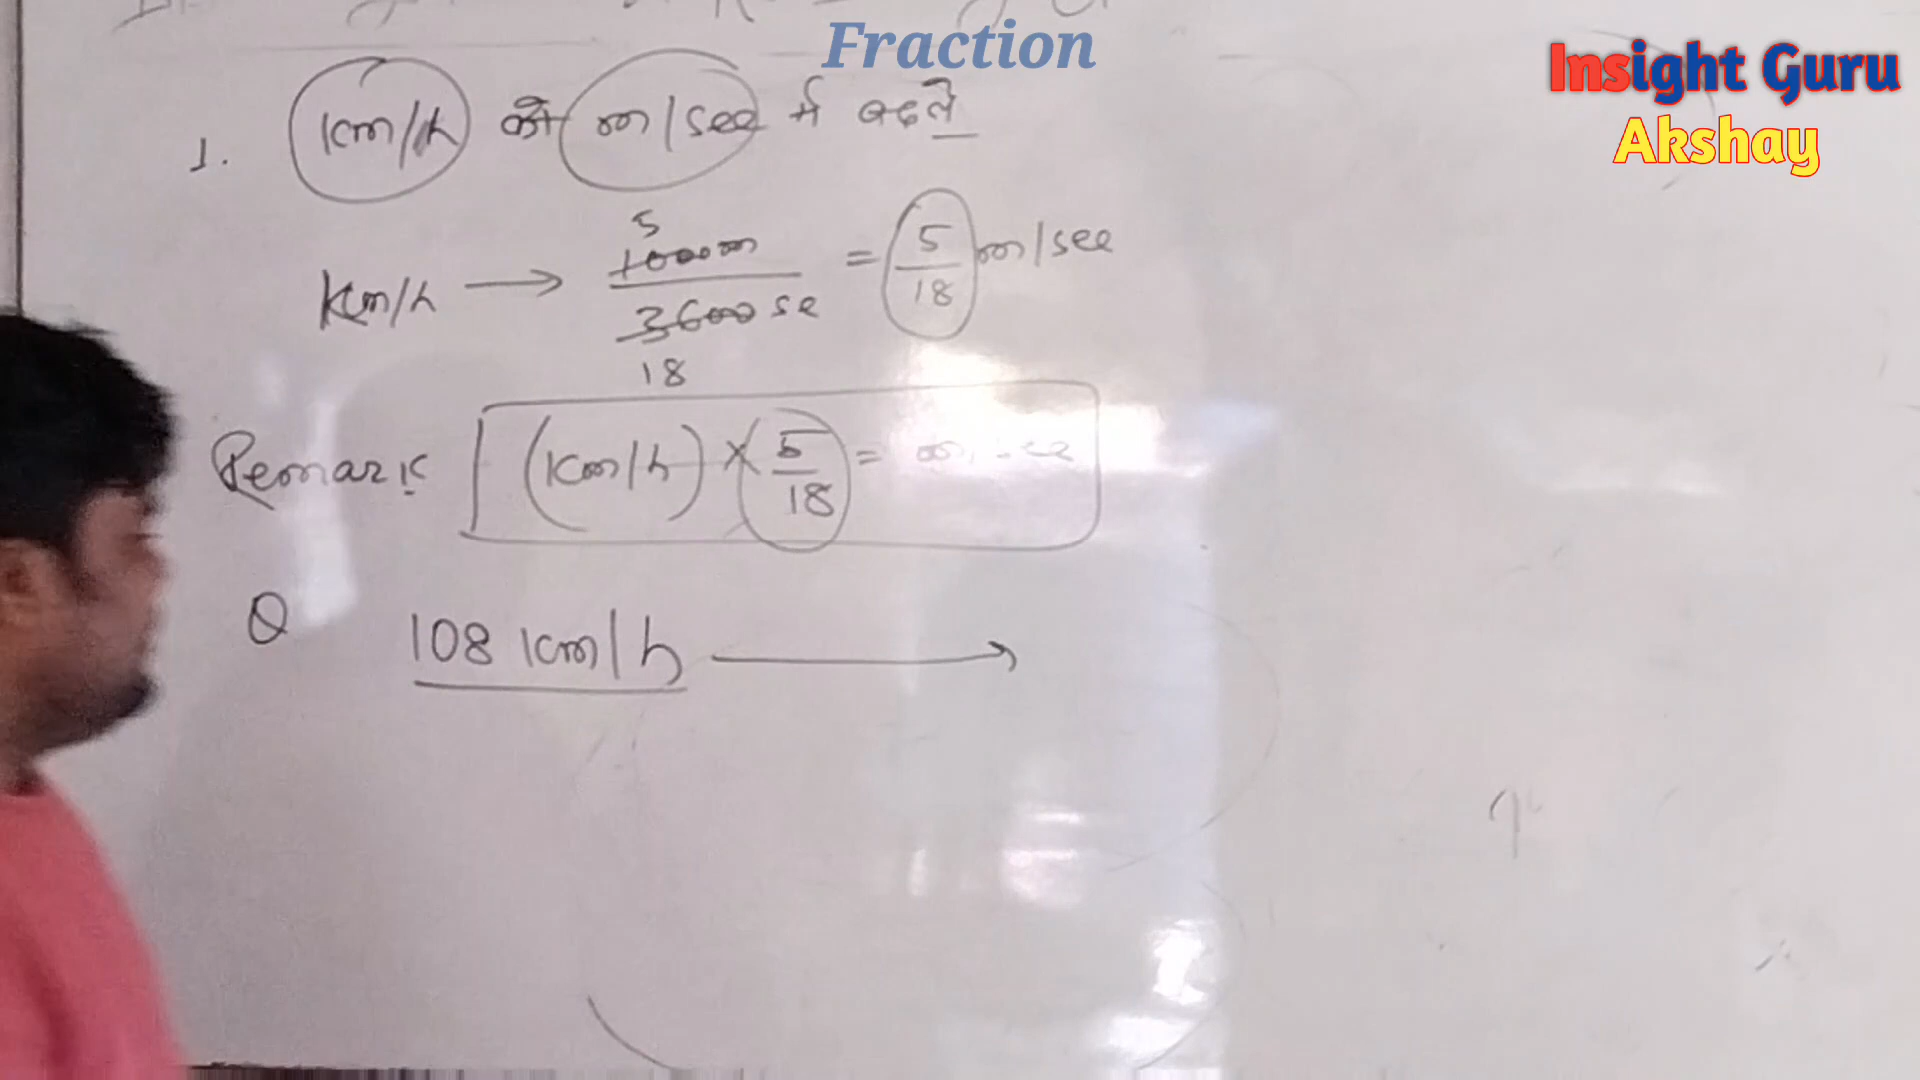 Fraction
Insight Guru
Akshay
1. km/h को m/sec में बदले
km/h → 1000m / 3600 se = 5/18 m/sec
5
18
Remark (km/h) × 5/18 = m/sec
Q 108 km/h →